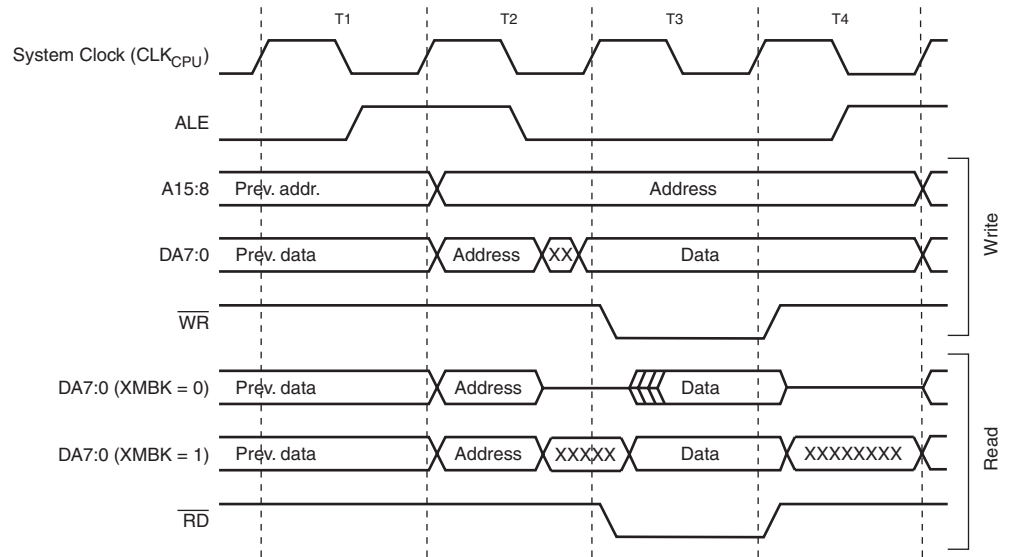 T1 T2 T3 T4
System Clock (CLKCPU)
ALE
A15:8 Prev. addr. Address
DA7:0 Prev. data Address XX Data
WR
Write
DA7:0 (XMBK = 0) Prev. data Address Data
DA7:0 (XMBK = 1) Prev. data Address XXXXX Data XXXXXXXX
RD
Read